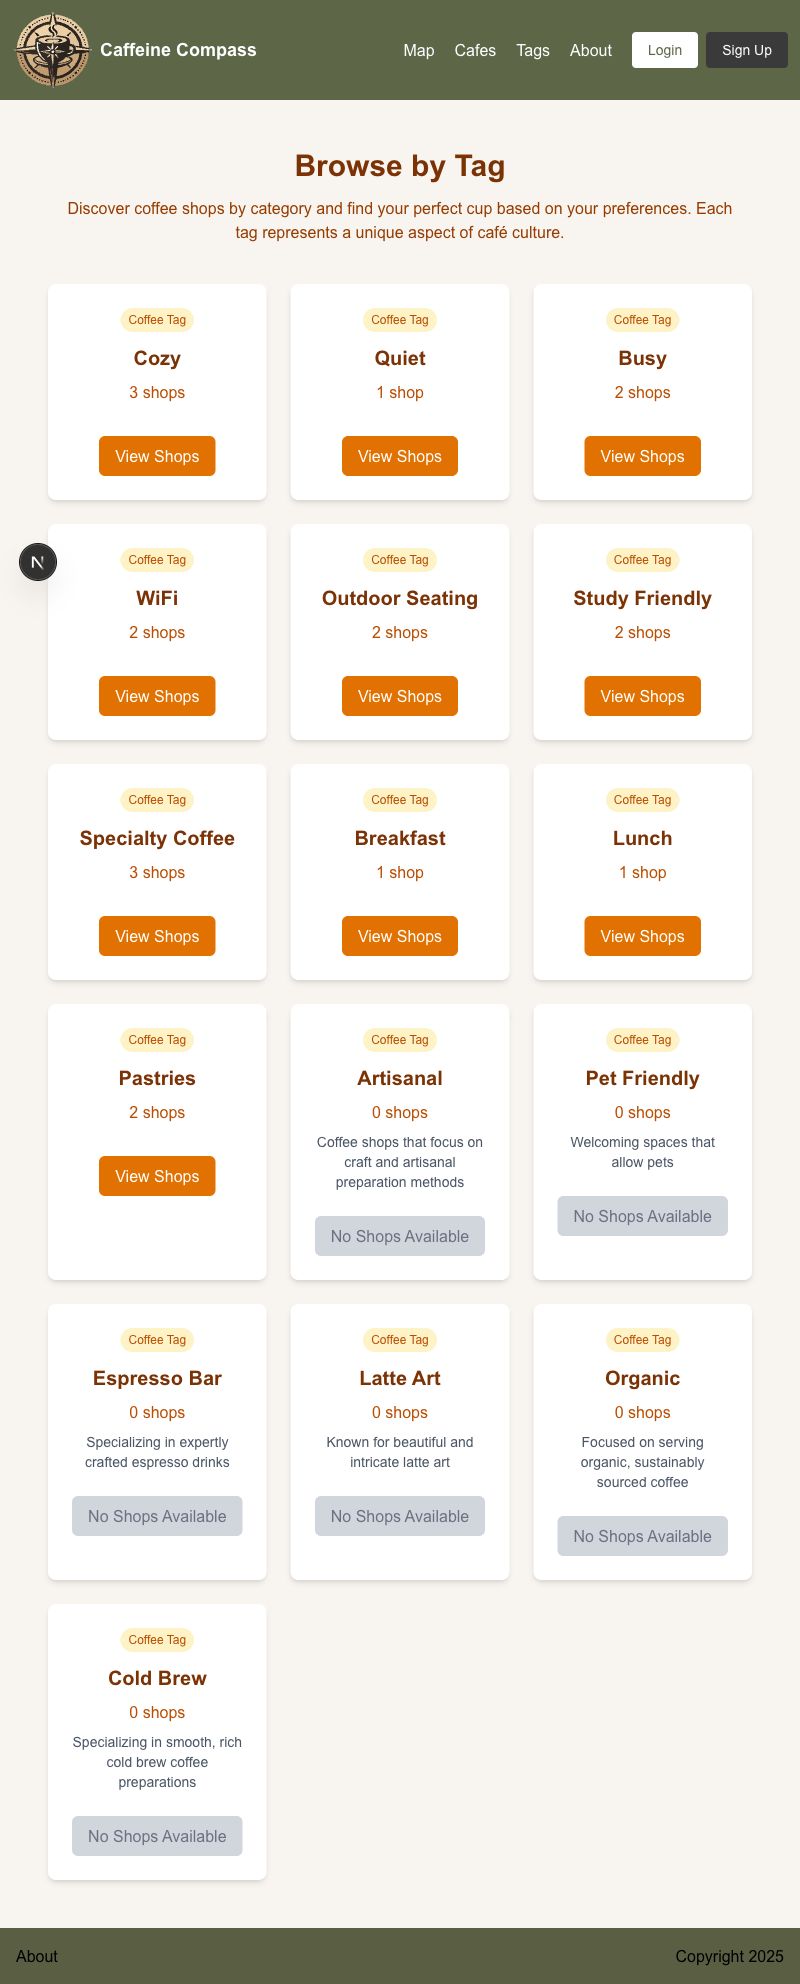 Caffeine Compass
Map Cafes Tags About Login Sign Up
Browse by Tag
Discover coffee shops by category and find your perfect cup based on your preferences. Each
tag represents a unique aspect of café culture.
Coffee Tag
Cozy
3 shops
View Shops
Coffee Tag
Quiet
1 shop
View Shops
Coffee Tag
Busy
2 shops
View Shops
N
Coffee Tag
WiFi
2 shops
View Shops
Coffee Tag
Outdoor Seating
2 shops
View Shops
Coffee Tag
Study Friendly
2 shops
View Shops
Coffee Tag
Specialty Coffee
3 shops
View Shops
Coffee Tag
Breakfast
1 shop
View Shops
Coffee Tag
Lunch
1 shop
View Shops
Coffee Tag
Pastries
2 shops
View Shops
Coffee Tag
Artisanal
0 shops
Coffee shops that focus on
craft and artisanal
preparation methods
No Shops Available
Coffee Tag
Pet Friendly
0 shops
Welcoming spaces that
allow pets
No Shops Available
Coffee Tag
Espresso Bar
0 shops
Specializing in expertly
crafted espresso drinks
No Shops Available
Coffee Tag
Latte Art
0 shops
Known for beautiful and
intricate latte art
No Shops Available
Coffee Tag
Organic
0 shops
Focused on serving
organic, sustainably
sourced coffee
No Shops Available
Coffee Tag
Cold Brew
0 shops
Specializing in smooth, rich
cold brew coffee
preparations
No Shops Available
About
Copyright 2025